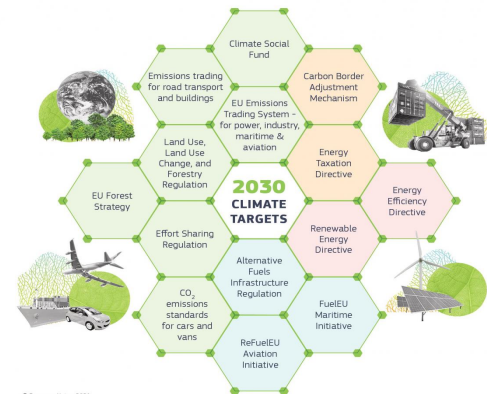 Climate Social
Fund
Emissions trading
for road transport
and buildings
Carbon Border
Adjustment
Mechanism
EU Emissions
Trading System -
for power, industry,
maritime &
aviation
Land Use,
Land Use
Change, and
Forestry
Regulation
Energy
Taxation
Directive
2030
CLIMATE
TARGETS
EU Forest
Strategy
Energy
Efficiency
Directive
Effort Sharing
Regulation
Renewable
Energy
Directive
Alternative
Fuels
Infrastructure
Regulation
CO2
emissions
standards
for cars and
vans
FuelEU
Maritime
Initiative
ReFuelEU
Aviation
Initiative